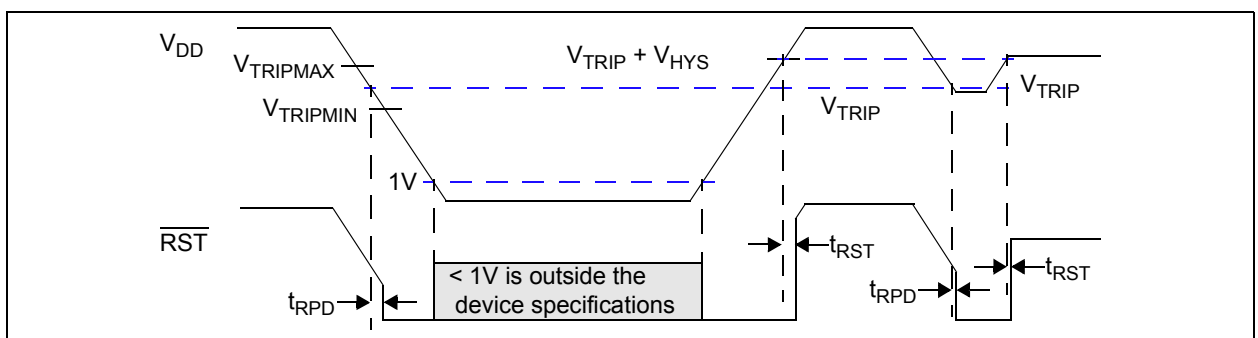 VDD
VTRIPMAX
VTRIP + VHYS
VTRIPMIN
VTRIP
VTRIP
1V
RST
< 1V is outside the
device specifications
tRPD
tRST
tRPD
tRST